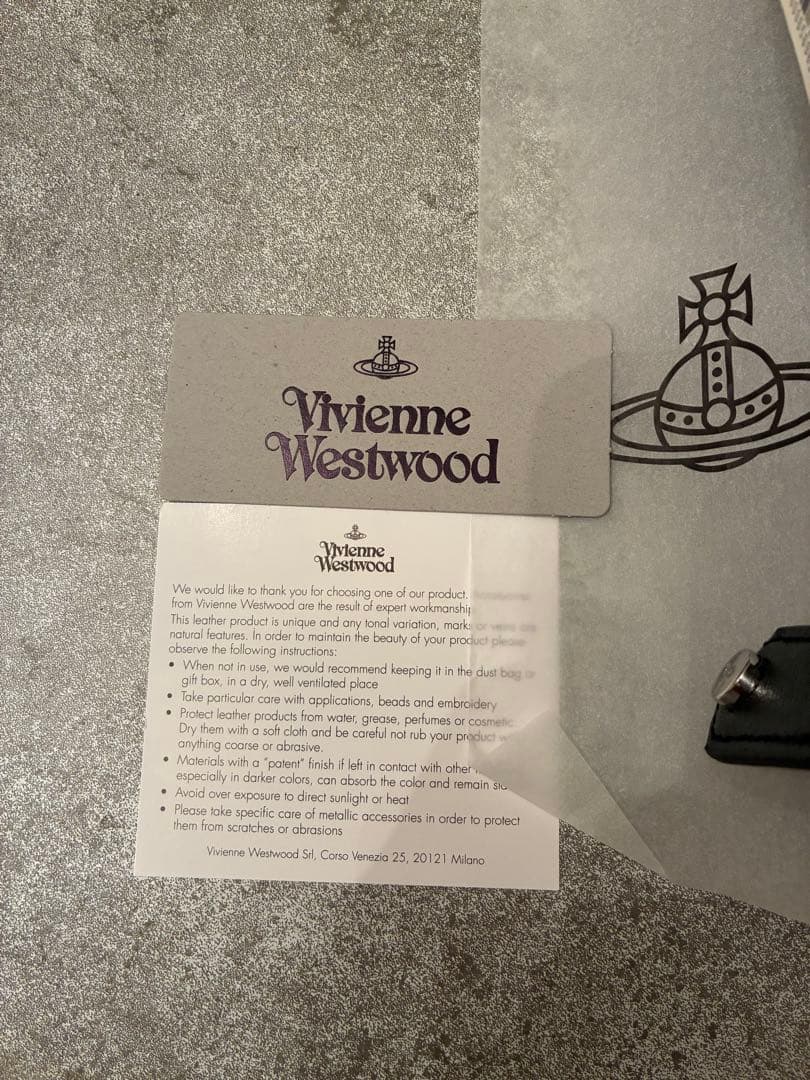 Vivienne
Westwood
Vivienne
Westwood
We would like to thank you for choosing one of our product.
from Vivienne Westwood are the result of expert workmanship
This leather product is unique and any tonal variation, marks or veins are
natural features. In order to maintain the beauty of your product please
observe the following instructions:
• When not in use, we would recommend keeping it in the dust bag or
gift box, in a dry, well ventilated place
• Take particular care with applications, beads and embroidery
• Protect leather products from water, grease, perfumes or cosmetic
Dry them with a soft cloth and be careful not rub your product
anything coarse or abrasive.
• Materials with a "patent" finish if left in contact with other
especially in darker colors, can absorb the color and remain
• Avoid over exposure to direct sunlight or heat
• Please take specific care of metallic accessories in order to protect
them from scratches or abrasions
Vivienne Westwood Srl, Corso Venezia 25, 20121 Milano